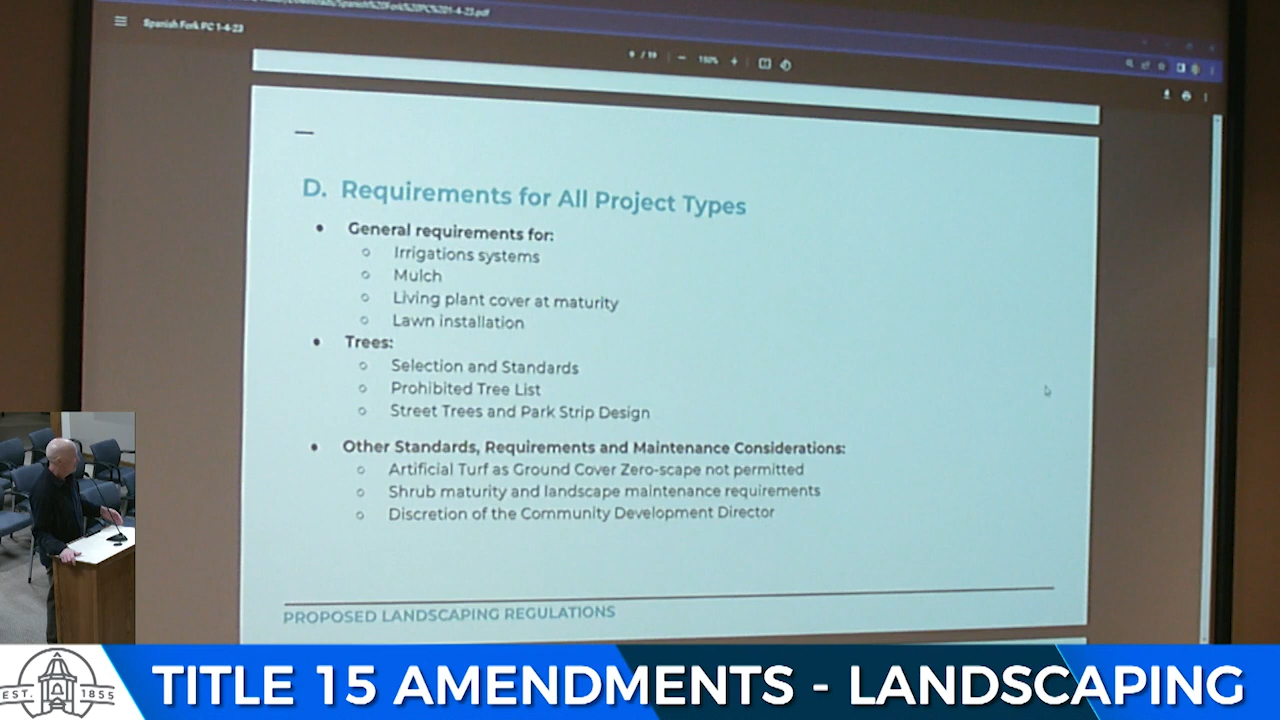 Spanish Fork PC 1-4-23
9 / 19
150%
D. Requirements for All Project Types
• General requirements for:
○ Irrigations systems
○ Mulch
○ Living plant cover at maturity
○ Lawn installation
• Trees:
○ Selection and Standards
○ Prohibited Tree List
○ Street Trees and Park Strip Design
• Other Standards, Requirements and Maintenance Considerations:
○ Artificial Turf as Ground Cover Zero-scape not permitted
○ Shrub maturity and landscape maintenance requirements
○ Discretion of the Community Development Director
PROPOSED LANDSCAPING REGULATIONS
EST. 1855
TITLE 15 AMENDMENTS - LANDSCAPING